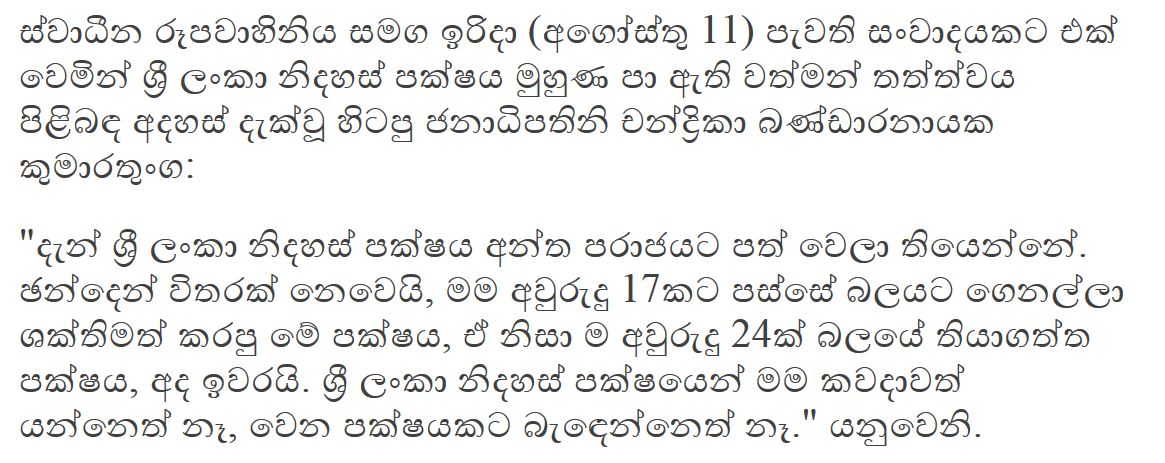 ස්වාධීන රූපවාහිනිය සමග ඉරිදා (අගෝස්තු 11) පැවති සංවාදයකට එක්
වෙමින් ශ්‍රී ලංකා නිදහස් පක්ෂය මුහුණ පා ඇති වත්මන් තත්ත්වය
පිළිබඳ අදහස් දැක්වූ හිටපු ජනාධිපතිනි චන්ද්‍රිකා බණ්ඩාරනායක
කුමාරතුංග:
"දැන් ශ්‍රී ලංකා නිදහස් පක්ෂය අන්ත පරාජයට පත් වෙලා තියෙන්නේ.
ඡන්දෙන් විතරක් නෙවෙයි, මම අවුරුදු 17කට පස්සේ බලයට ගෙනල්ලා
ශක්තිමත් කරපු මේ පක්ෂය, ඒ නිසා ම අවුරුදු 24ක් බලයේ තියාගත්ත
පක්ෂය, අද ඉවරයි. ශ්‍රී ලංකා නිදහස් පක්ෂයෙන් මම කවදාවත්
යන්නෙත් නෑ, වෙන පක්ෂයකට බැඳෙන්නෙත් නෑ." යනුවෙනි.